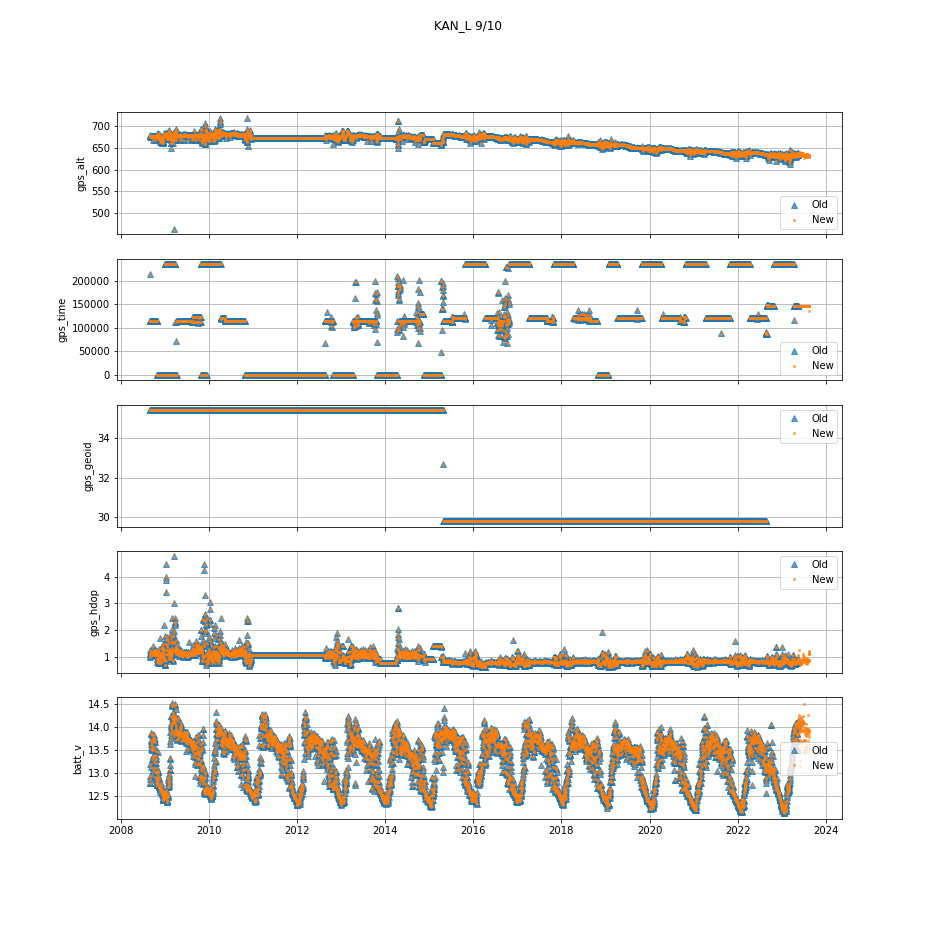 KAN_L 9/10
700
650
600
550
500
gps_alt
Old
New
200000
150000
100000
50000
0
gps_time
Old
New
34
32
30
gps_geoid
Old
New
4
3
2
1
gps_hdop
Old
New
14.5
14.0
13.5
13.0
12.5
batt_v
Old
New
2008 2010 2012 2014 2016 2018 2020 2022 2024